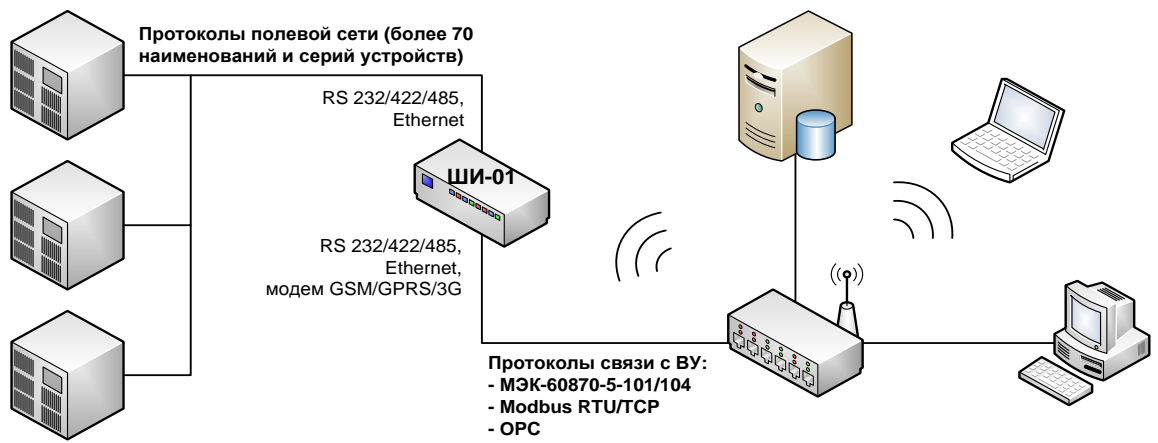 Протоколы полевой сети (более 70
наименований и серий устройств)
RS 232/422/485,
Ethernet
ШИ-01
RS 232/422/485,
Ethernet,
модем GSM/GPRS/3G
Протоколы связи с ВУ:
- МЭК-60870-5-101/104
- Modbus RTU/TCP
- OPC